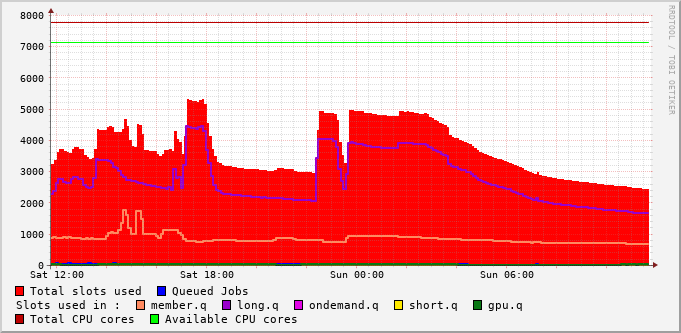 8000
7000
6000
5000
4000
3000
2000
1000
0
Sat 12:00 Sat 18:00 Sun 00:00 Sun 06:00
Total slots used Queued Jobs
Slots used in : member.q long.q ondemand.q short.q gpu.q
Total CPU cores Available CPU cores
RRDTOOL / TOBI OETIKER